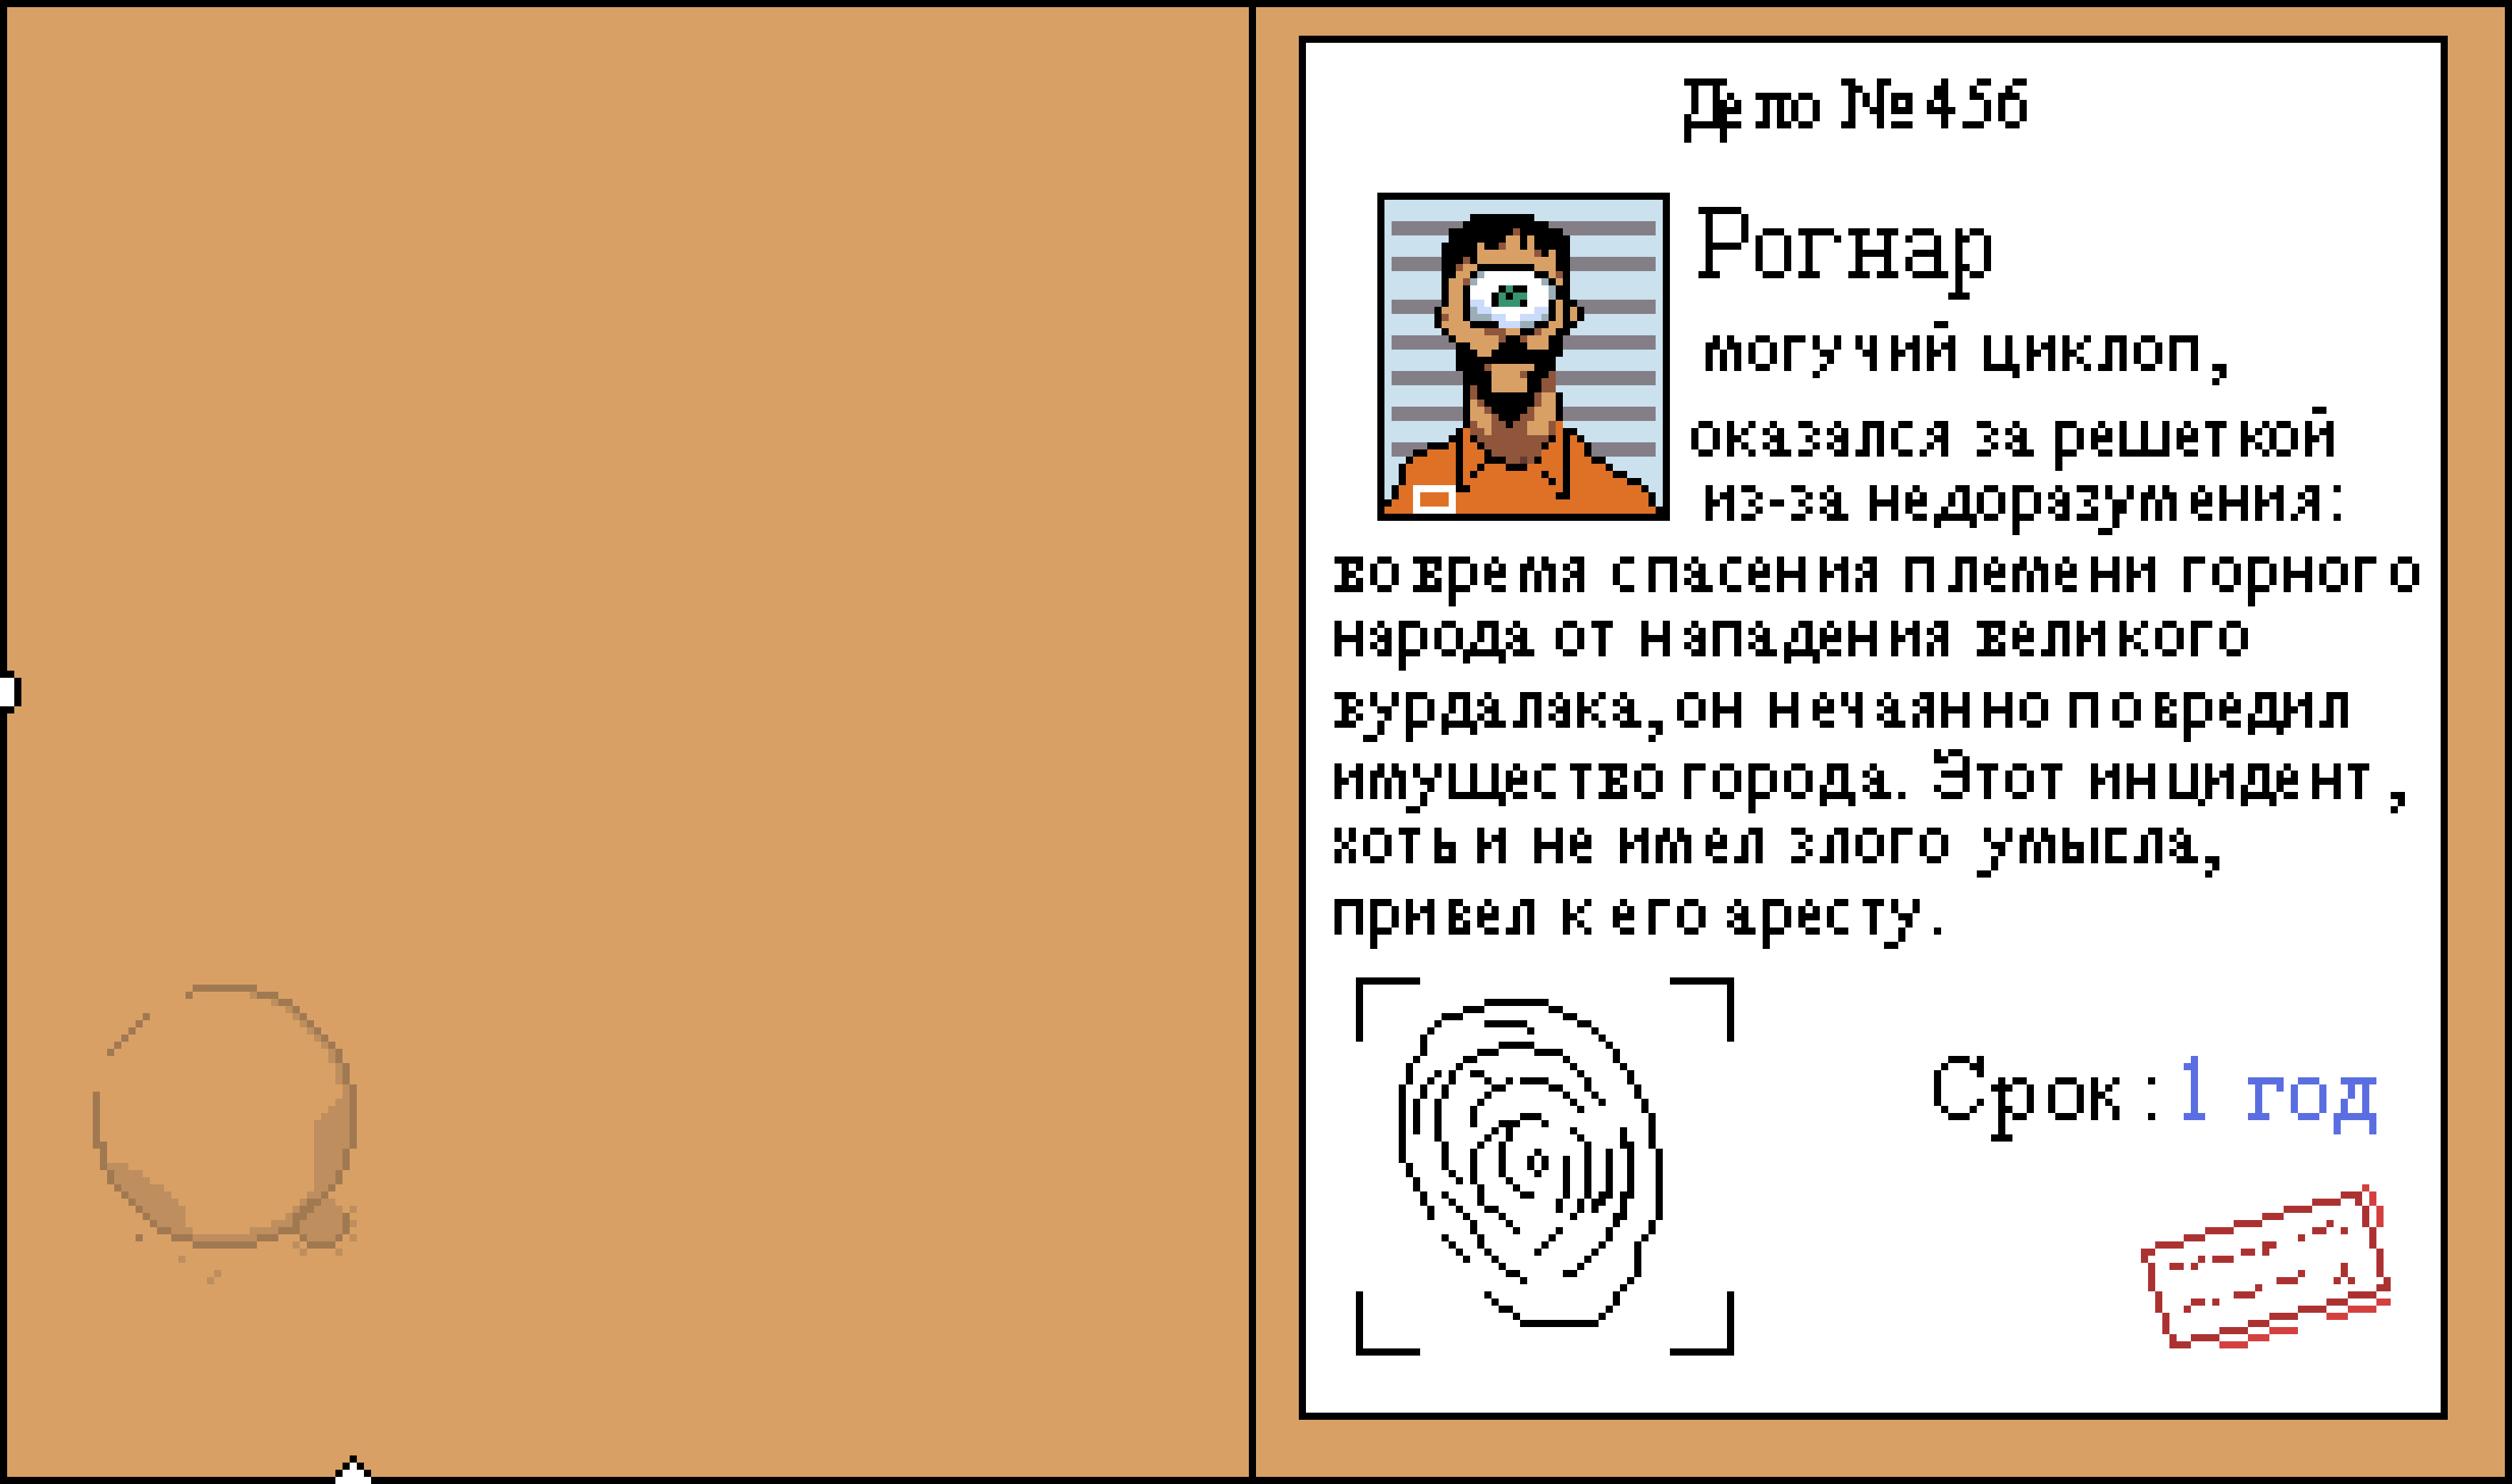 Дело №456
Рогнар
могучий циклоп,
оказался за решеткой
из-за недоразумения:
во время спасения племени горного
народа от нападения великого
вурдалака, он нечаянно повредил
имущество города. Этот инцидент,
хоть и не имел злого умысла,
привел к его аресту.
Срок: 1 год